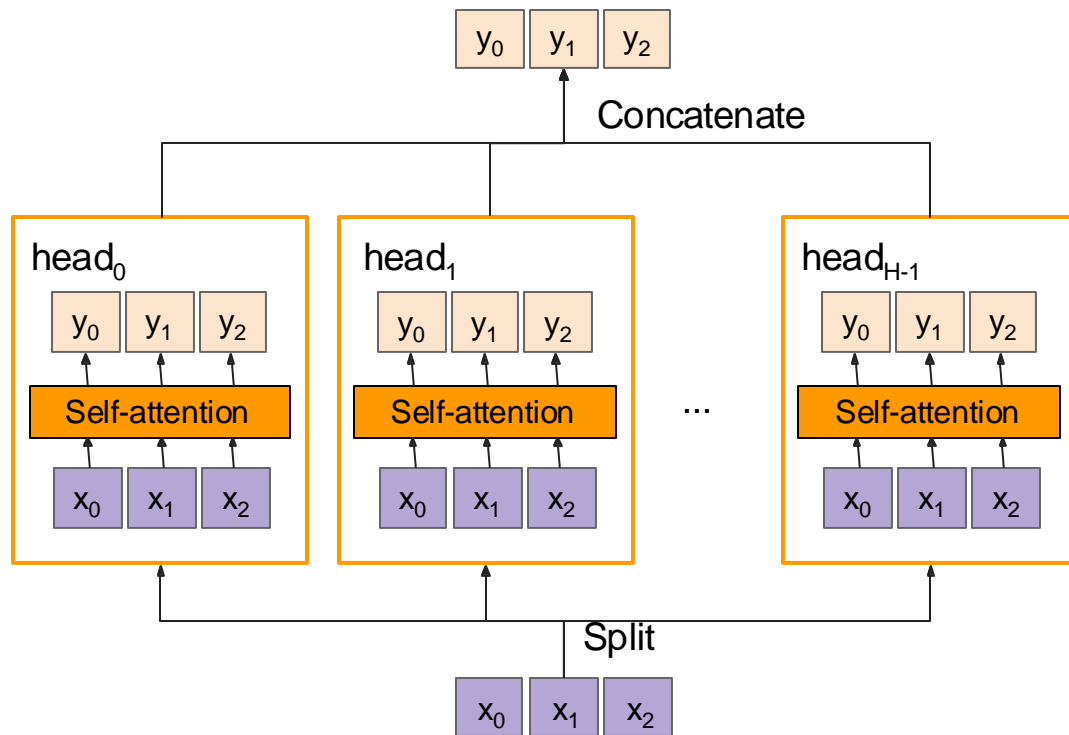 y₀ y₁ y₂
Concatenate
head₀ head₁ head_H-1
y₀ y₁ y₂ y₀ y₁ y₂ y₀ y₁ y₂
Self-attention Self-attention ... Self-attention
x₀ x₁ x₂ x₀ x₁ x₂ x₀ x₁ x₂
Split
x₀ x₁ x₂